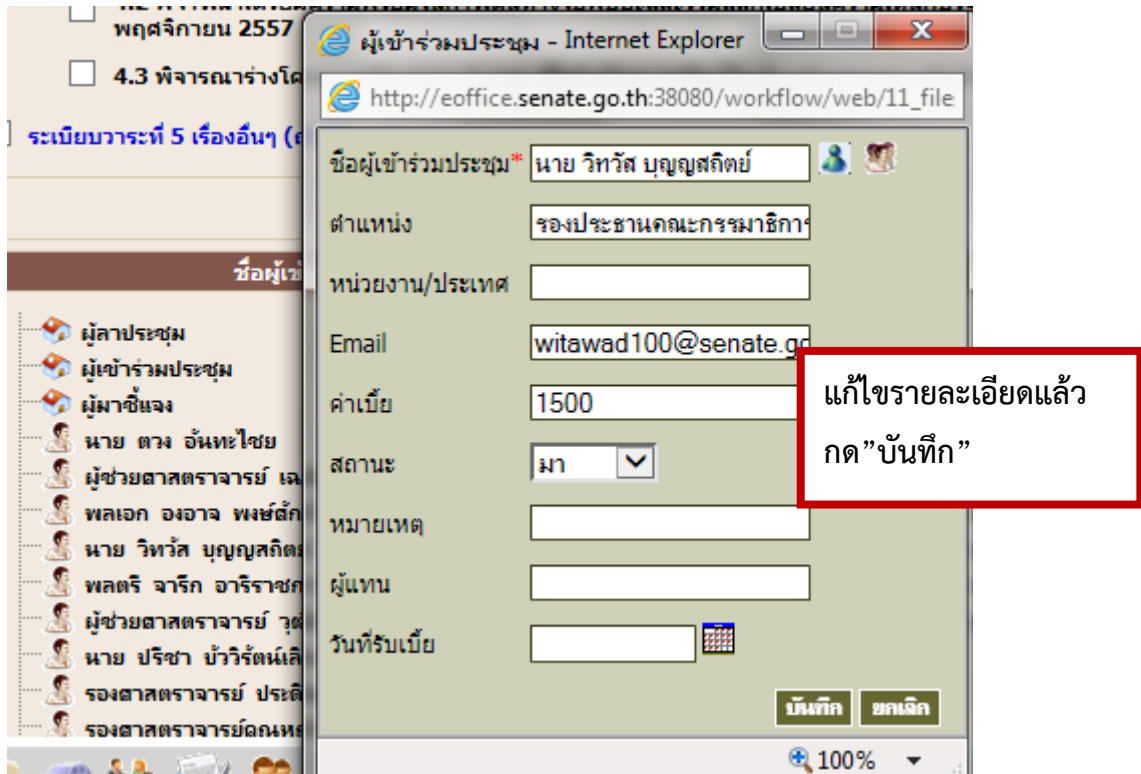 พฤศจิกายน 2557
4.3 พิจารณาร่างโค
ระเบียบวาระที่ 5 เรื่องอื่นๆ
ชื่อผู้เข้
ผู้ลาประชุม
ผู้เข้าร่วมประชุม
ผู้มาชี้แจง
นาย ตวง อันทะไชย
ผู้ช่วยศาสตราจารย์ เฉ
พลเอก องอาจ พงษ์ศัก
นาย วิทวัส บุญญสถิตย
พลตรี จารึก อารีราชกา
ผู้ช่วยศาสตราจารย์ วุฒ
นาย ปรีชา บัววิรัตน์เลิ
รองศาสตราจารย์ ประดิ
รองศาสตราจารย์คุณหญ
ผู้เข้าร่วมประชุม - Internet Explorer
http://eoffice.senate.go.th:38080/workflow/web/11_file
ชื่อผู้เข้าร่วมประชุม* นาย วิทวัส บุญญสถิตย์
ตำแหน่ง รองประธานคณะกรรมาธิการ
หน่วยงาน/ประเทศ
Email witawad100@senate.go
ค่าเบี้ย 1500
สถานะ มา
หมายเหตุ
ผู้แทน
วันที่รับเบี้ย
บันทึก ยกเลิก
100%
แก้ไขรายละเอียดแล้ว
กด”บันทึก”